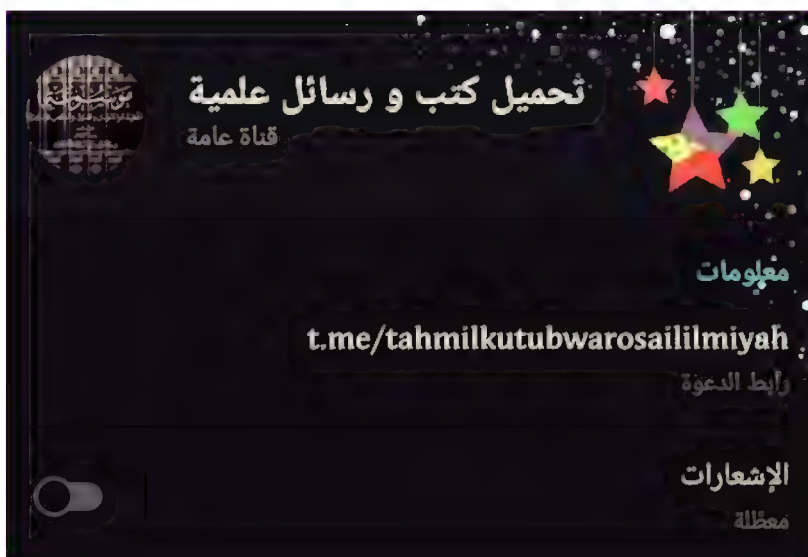 تحميل كتب و رسائل علمية
قناة عامة
معلومات
t.me/tahmilkutubwarosaililmiyah
رابط الدعوة
الإشعارات
معطلة